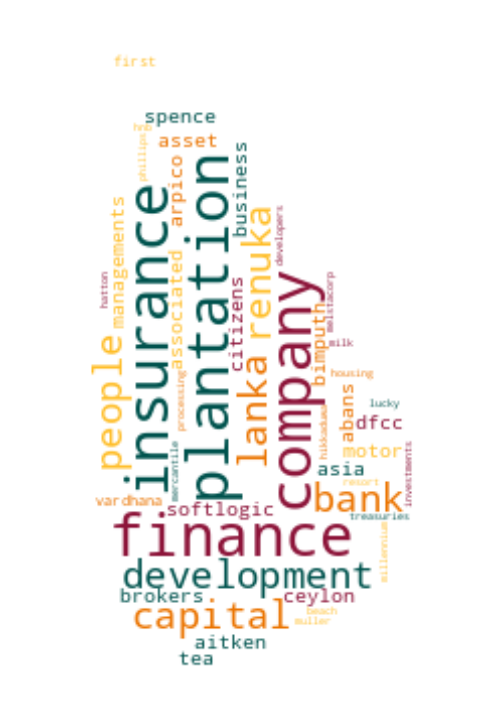 first
spence
hnb
asset
phillips
arpico
business
insurance
plantation
managements
renuka
developers
associated
hatton
citizens
company
melstacorp
bimputh
milk
people
lanka
housing
processing
abans
lucky
hikkaduwa
dfcc
mercantile
motor
asia
investments
resort
bank
vardhana
softlogic
treasuries
finance
millennium
development
brokers
ceylon
capital
beach
muller
aitken
tea